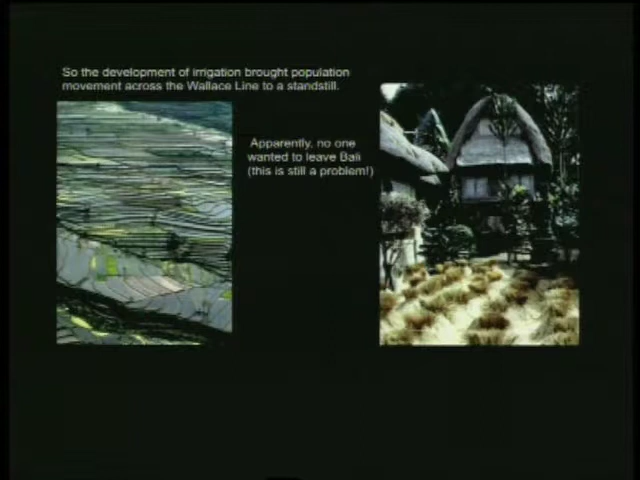 So the development of irrigation brought population
movement across the Wallace Line to a standstill.
Apparently, no one
wanted to leave Bali
(this is still a problem!)